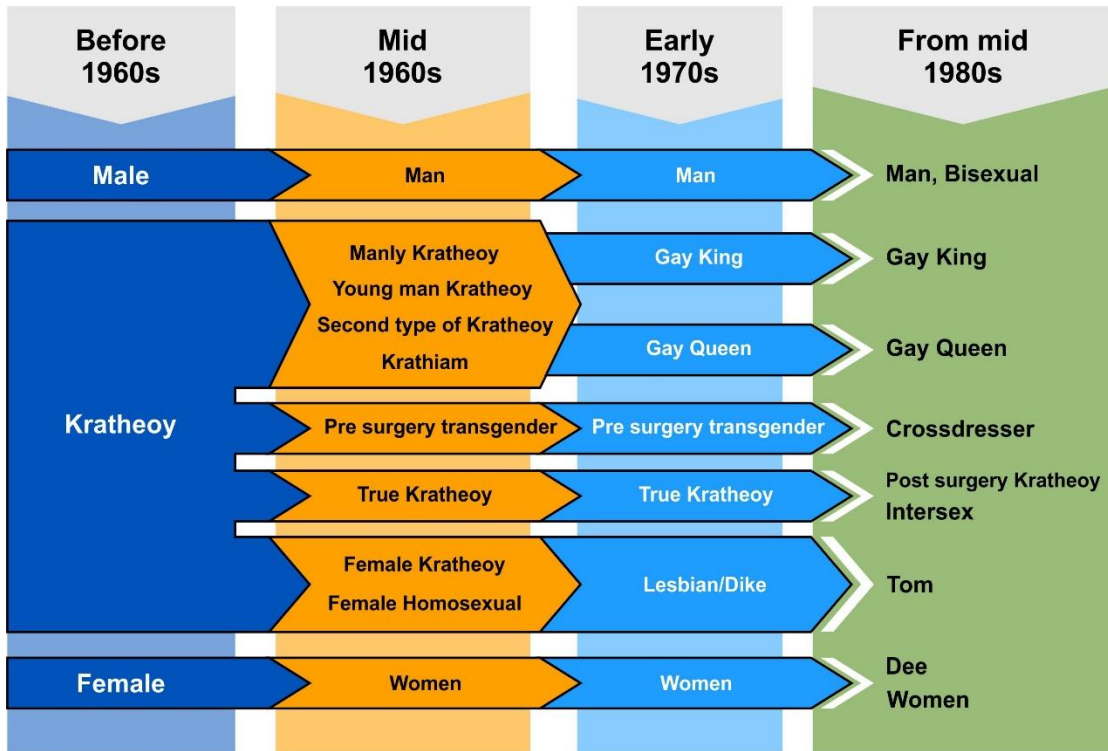 Before
1960s
Mid
1960s
Early
1970s
From mid
1980s
Male
Man
Man
Man, Bisexual
Kratheoy
Manly Kratheoy
Young man Kratheoy
Second type of Kratheoy
Krathiam
Gay King
Gay King
Gay Queen
Gay Queen
Pre surgery transgender
Pre surgery transgender
Crossdresser
True Kratheoy
True Kratheoy
Post surgery Kratheoy
Intersex
Female Kratheoy
Female Homosexual
Lesbian/Dike
Tom
Female
Women
Women
Dee
Women